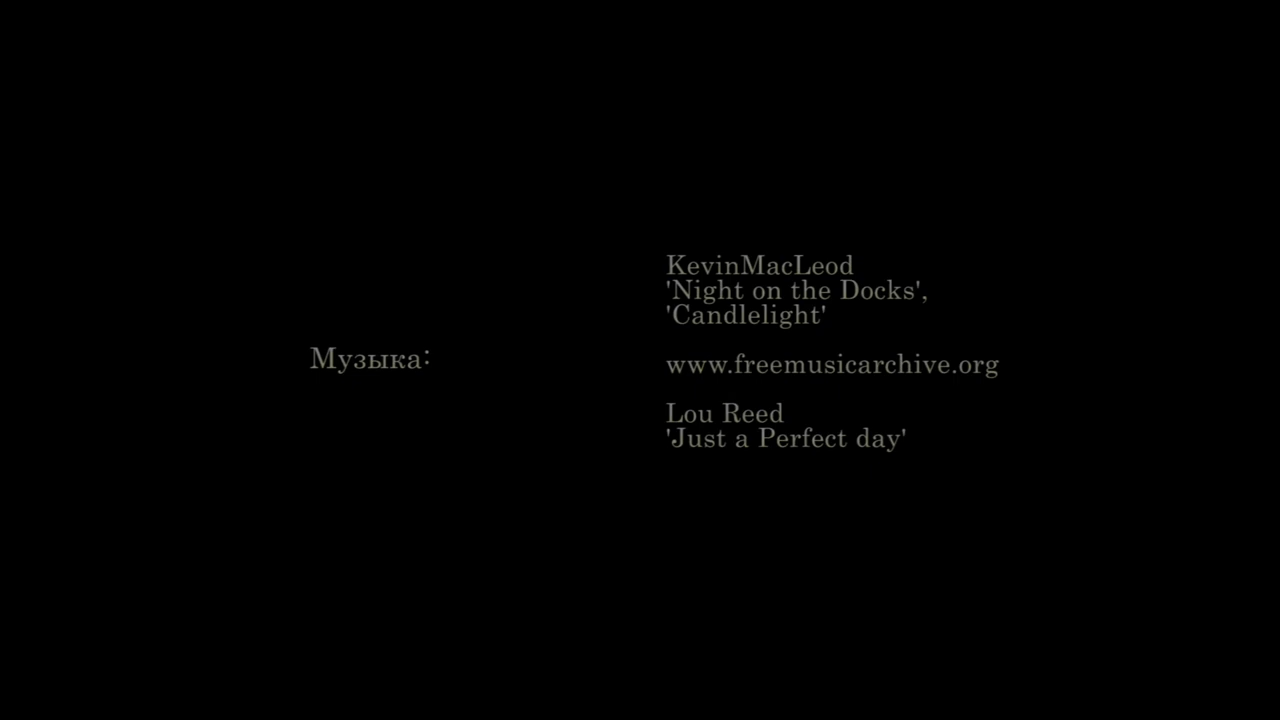 Музыка:
KevinMacLeod
'Night on the Docks',
'Candlelight'
www.freemusicarchive.org
Lou Reed
'Just a Perfect day'